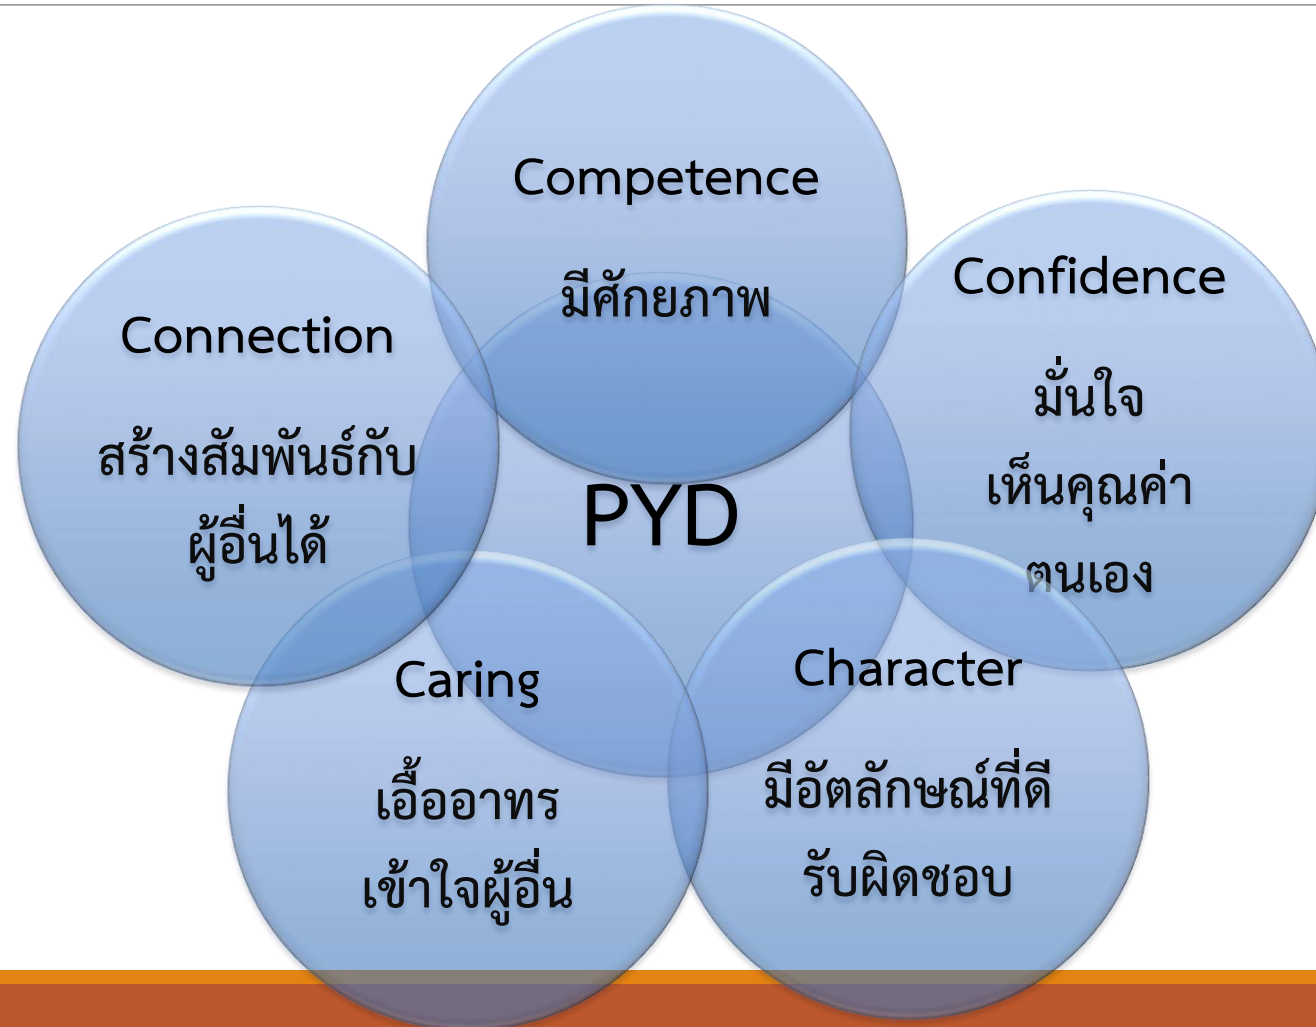 Competence
มีศักยภาพ
Confidence
มั่นใจ
เห็นคุณค่า
ตนเอง
Character
มีอัตลักษณ์ที่ดี
รับผิดชอบ
Caring
เอื้ออาทร
เข้าใจผู้อื่น
Connection
สร้างสัมพันธ์กับ
ผู้อื่นได้
PYD